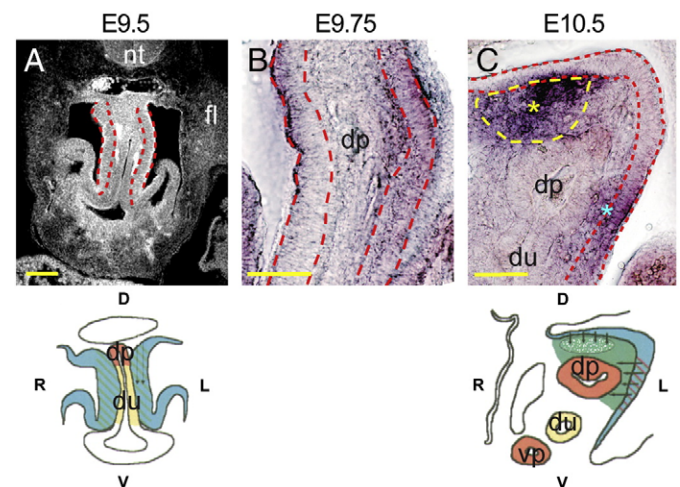 E9.5 E9.75 E10.5
A nt fl
B dp
C * dp * du
D D
R dp du L
R dp du vp L
V V